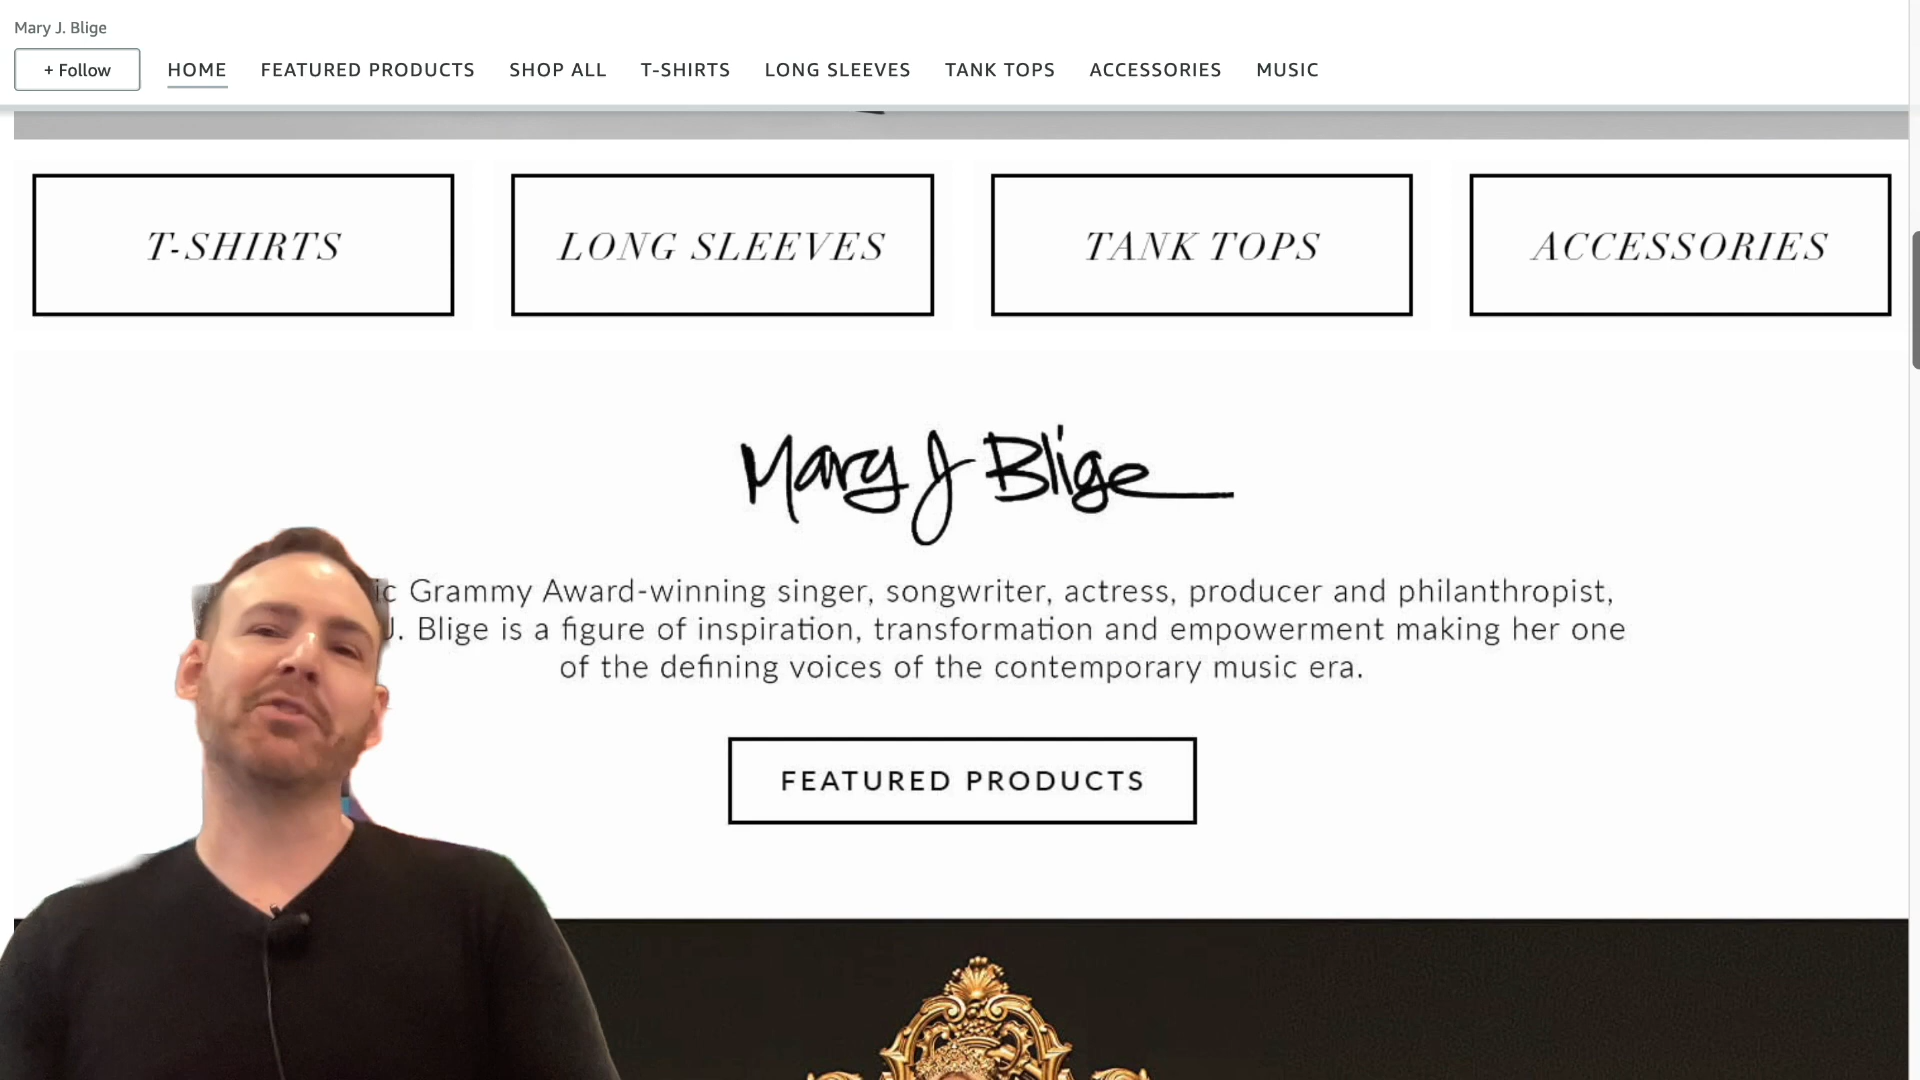 Mary J. Blige
+ Follow HOME FEATURED PRODUCTS SHOP ALL T-SHIRTS LONG SLEEVES TANK TOPS ACCESSORIES MUSIC
T-SHIRTS LONG SLEEVES TANK TOPS ACCESSORIES
Mary J Blige
Grammy Award-winning singer, songwriter, actress, producer and philanthropist,
J. Blige is a figure of inspiration, transformation and empowerment making her one
of the defining voices of the contemporary music era.
FEATURED PRODUCTS